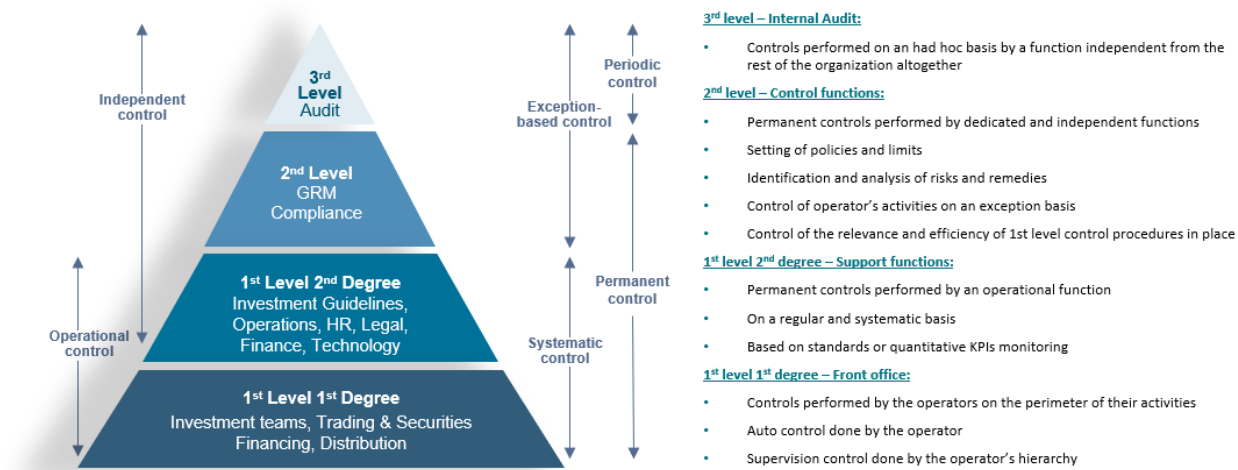 3rd
Level
Audit
2nd Level
GRM
Compliance
1st Level 2nd Degree
Investment Guidelines,
Operations, HR, Legal,
Finance, Technology
1st Level 1st Degree
Investment teams, Trading & Securities
Financing, Distribution
Independent
control
Operational
control
Exception-
based control
Systematic
control
Periodic
control
Permanent
control
3rd level – Internal Audit:
• Controls performed on an had hoc basis by a function independent from the
rest of the organization altogether
2nd level – Control functions:
• Permanent controls performed by dedicated and independent functions
• Setting of policies and limits
• Identification and analysis of risks and remedies
• Control of operator's activities on an exception basis
• Control of the relevance and efficiency of 1st level control procedures in place
1st level 2nd degree – Support functions:
• Permanent controls performed by an operational function
• On a regular and systematic basis
• Based on standards or quantitative KPIs monitoring
1st level 1st degree – Front office:
• Controls performed by the operators on the perimeter of their activities
• Auto control done by the operator
• Supervision control done by the operator's hierarchy